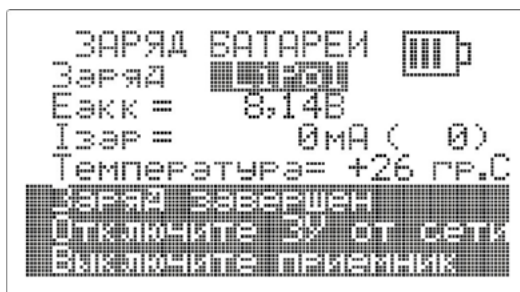 ЗАРЯД БАТАРЕИ
Заряд LiPol
Eакк = 8,14В
Iзар = 0мА ( 0)
Температура= +26 гр.С
Заряд завершен
Отключите ЗУ от сети
Выключите приемник